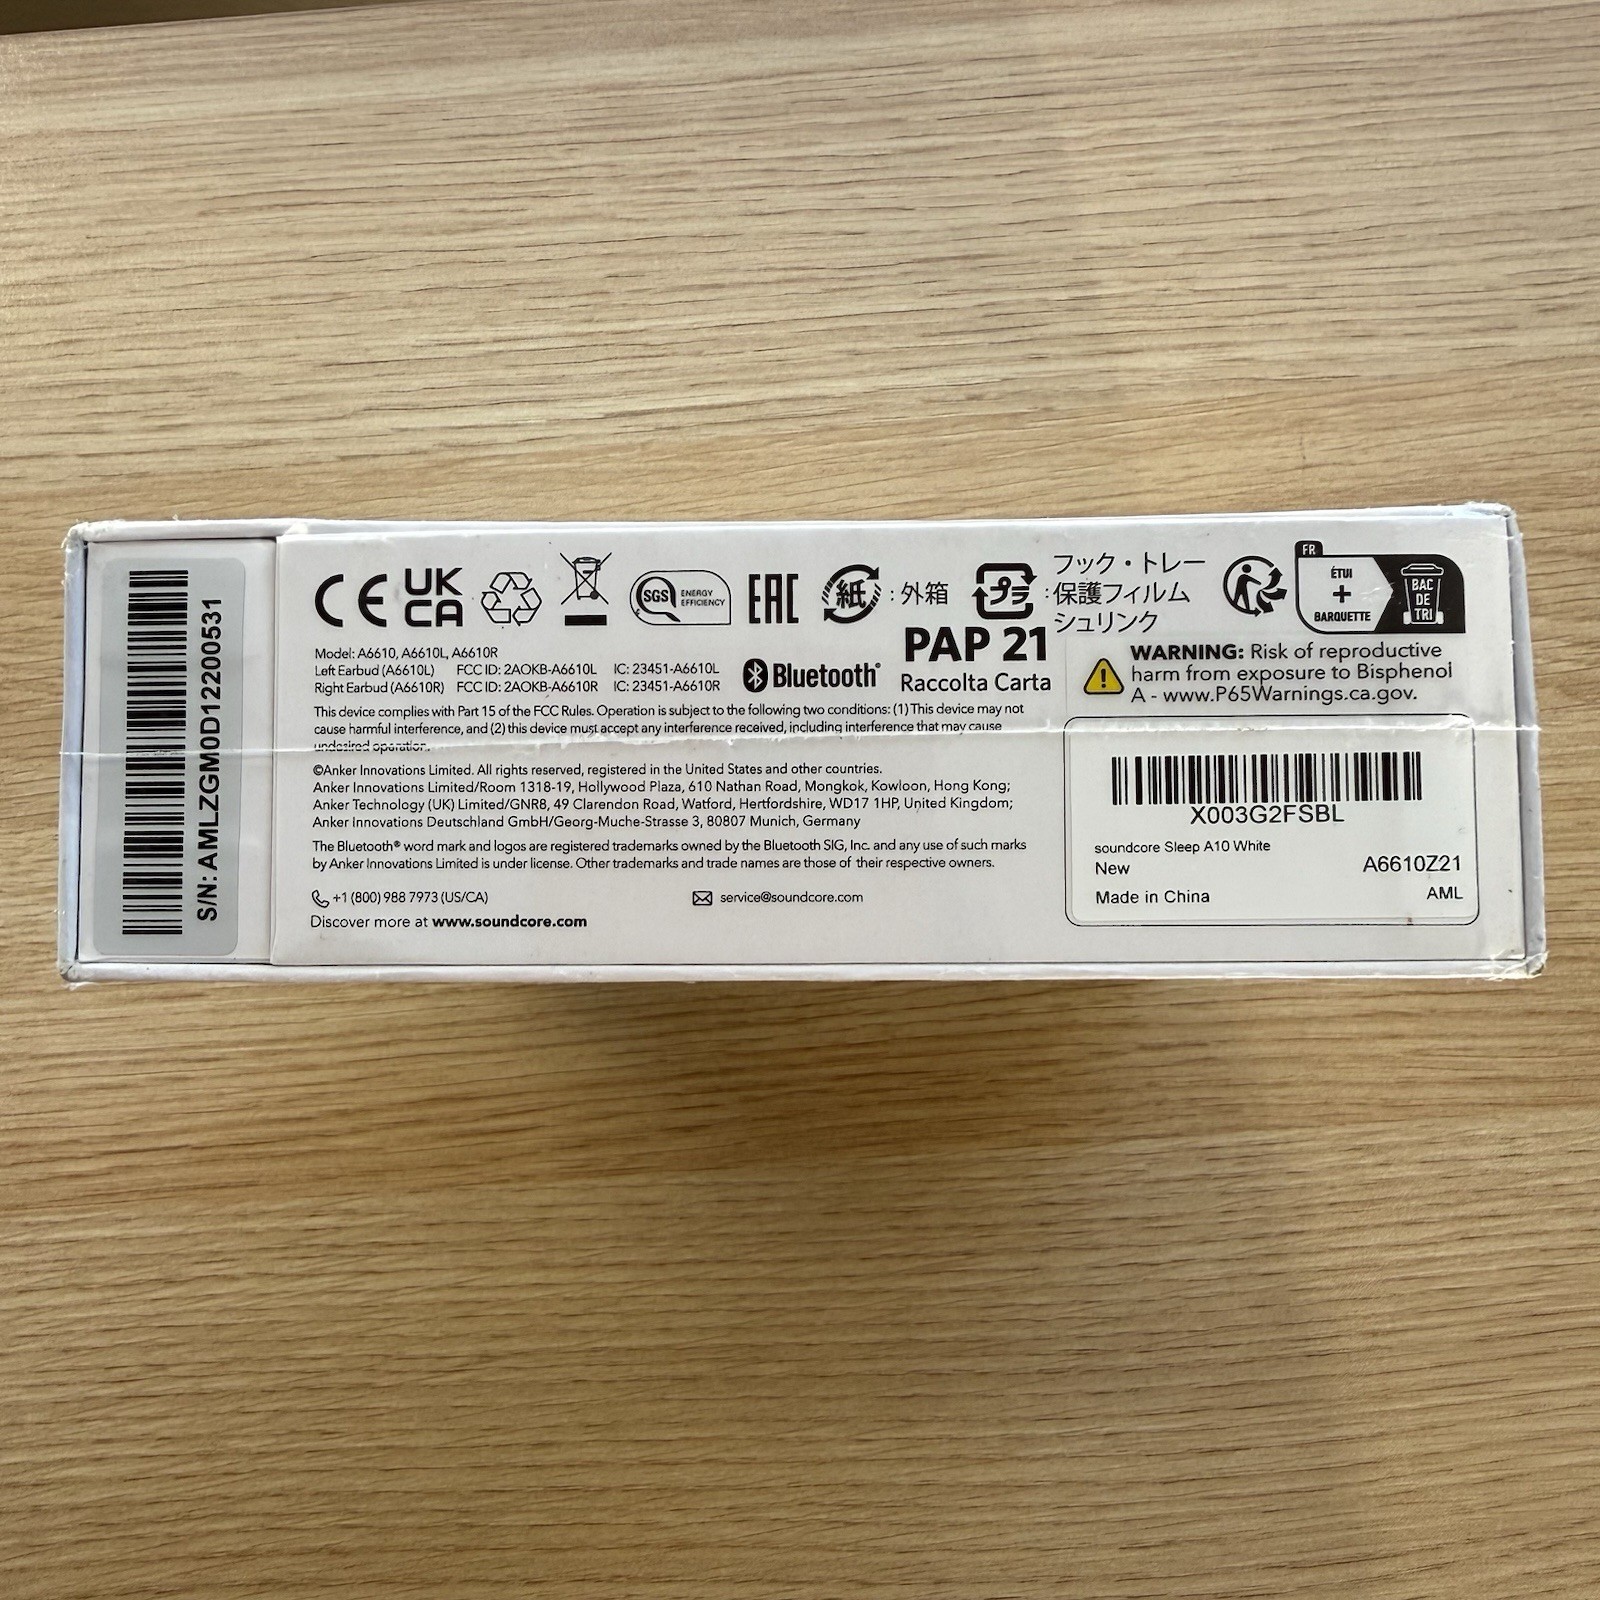 S/N: AMLZGM0D12200531
CE
UK
CA
SGS
ENERGY
EFFICIENCY
EAC
紙
: 外箱
プラ
フック・トレー
:保護フィルム
シュリンク
FR
ÉTUI
+
BARQUETTE
BAC
DE
TRI
Model: A6610, A6610L, A6610R
Left Earbud (A6610L) FCC ID: 2AOKB-A6610L IC: 23451-A6610L
Right Earbud (A6610R) FCC ID: 2AOKB-A6610R IC: 23451-A6610R
Bluetooth®
PAP 21
Raccolta Carta
WARNING: Risk of reproductive
harm from exposure to Bisphenol
A - www.P65Warnings.ca.gov.
This device complies with Part 15 of the FCC Rules. Operation is subject to the following two conditions: (1) This device may not
cause harmful interference, and (2) this device must accept any interference received, including interference that may cause
undesired operation.
©Anker Innovations Limited. All rights reserved, registered in the United States and other countries.
Anker Innovations Limited/Room 1318-19, Hollywood Plaza, 610 Nathan Road, Mongkok, Kowloon, Hong Kong;
Anker Technology (UK) Limited/GNR8, 49 Clarendon Road, Watford, Hertfordshire, WD17 1HP, United Kingdom;
Anker Innovations Deutschland GmbH/Georg-Muche-Strasse 3, 80807 Munich, Germany
The Bluetooth® word mark and logos are registered trademarks owned by the Bluetooth SIG, Inc. and any use of such marks
by Anker Innovations Limited is under license. Other trademarks and trade names are those of their respective owners.
+1 (800) 988 7973 (US/CA)
service@soundcore.com
Discover more at www.soundcore.com
X003G2FSBL
soundcore Sleep A10 White
New
A6610Z21
Made in China
AML